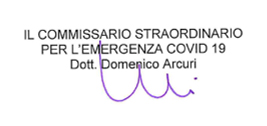 IL COMMISSARIO STRAORDINARIO
PER L'EMERGENZA COVID 19
Dott. Domenico Arcuri